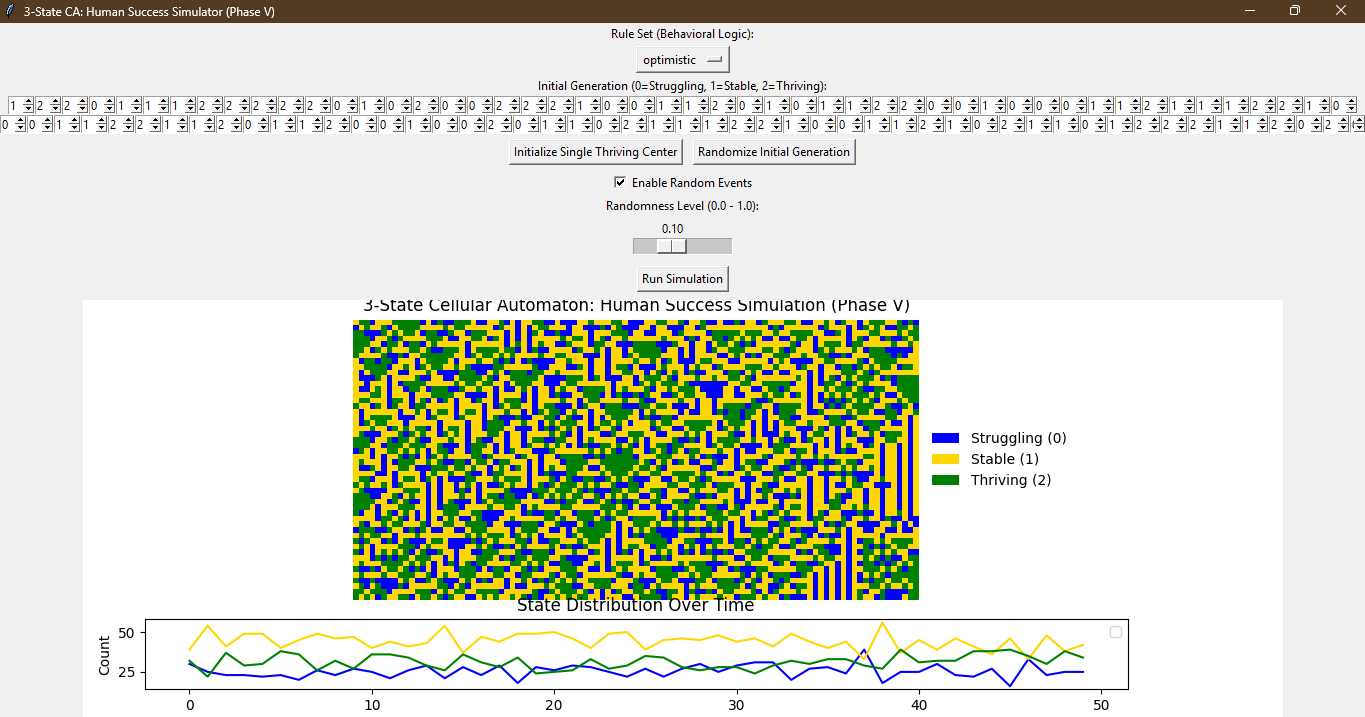 3-State CA: Human Success Simulator (Phase V)
Rule Set (Behavioral Logic):
optimistic
Initial Generation (0=Struggling, 1=Stable, 2=Thriving):
1 2 2 0 1 1 1 2 2 2 2 2 0 1 0 2 0 0 2 2 2 1 0 0 1 1 2 0 1 0 1 1 2 2 0 0 1 0 0 0 1 1 2 1 1 1 2 2 1 0
0 0 1 1 2 2 1 1 2 0 1 1 2 0 0 1 0 0 2 0 1 1 0 2 1 1 1 2 2 1 0 0 1 1 2 1 0 2 1 1 0 1 2 2 2 1 1 2 0 2
Initialize Single Thriving Center Randomize Initial Generation
Enable Random Events
Randomness Level (0.0 - 1.0):
0.10
Run Simulation
3-State Cellular Automaton: Human Success Simulation (Phase V)
Struggling (0)
Stable (1)
Thriving (2)
State Distribution Over Time
Count
50
25
0 10 20 30 40 50